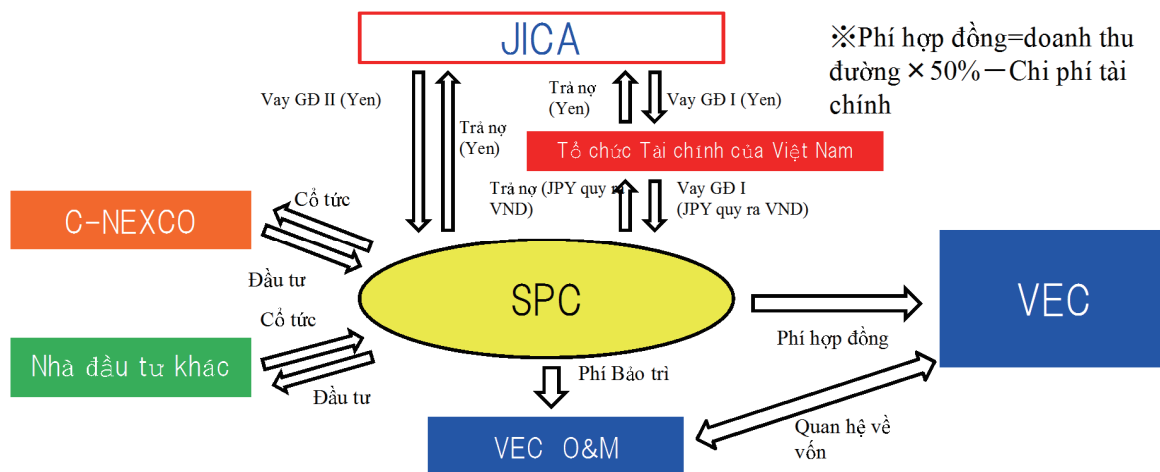 JICA
※Phí hợp đồng=doanh thu
đường×50%－Chi phí tài
chính
Vay GĐ II (Yen)
Trả nợ
(Yen)
Trả nợ
(Yen)
Vay GĐ I (Yen)
Tổ chức Tài chính của Việt Nam
Trả nợ (JPY quy ra
VND)
Vay GĐ I
(JPY quy ra VND)
C-NEXCO
Cổ tức
Đầu tư
SPC
VEC
Phí hợp đồng
Nhà đầu tư khác
Cổ tức
Đầu tư
Phí Bảo trì
VEC O&M
Quan hệ về
vốn